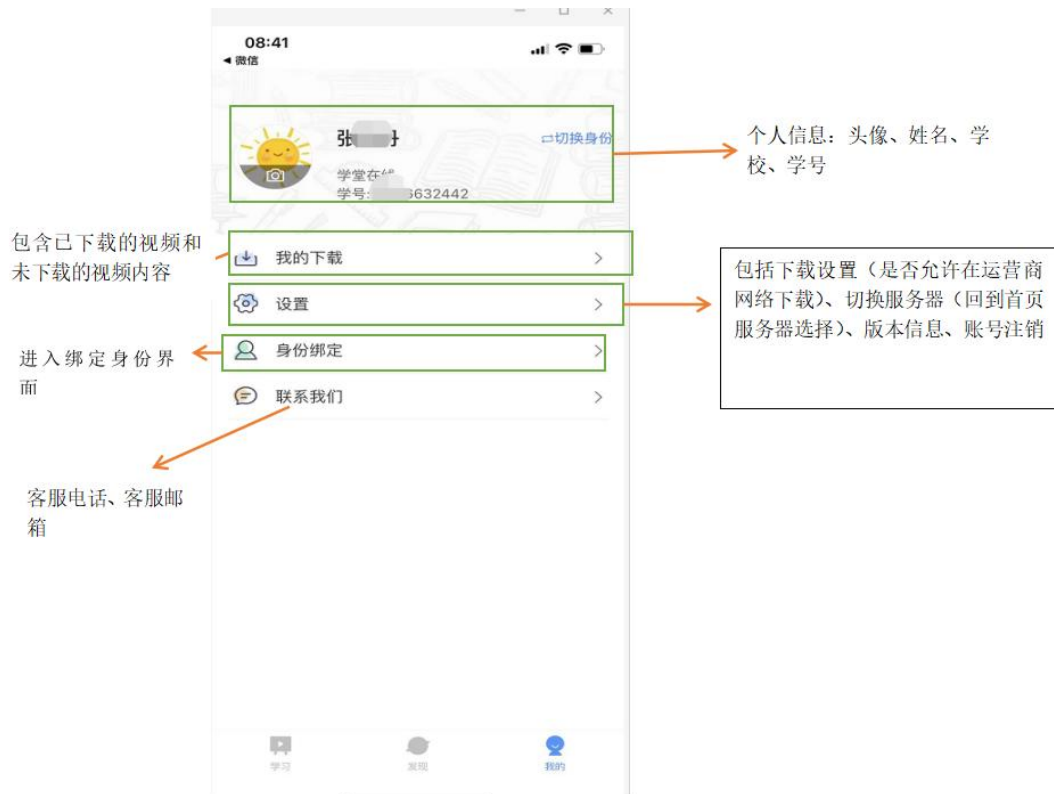 08:41
微信
张
切换身份
学堂在线
学号:
6632442
个人信息：头像、姓名、学
校、学号
包含已下载的视频和
未下载的视频内容
我的下载
包括下载设置（是否允许在运营商
网络下载）、切换服务器（回到首页
服务器选择）、版本信息、账号注销
设置
进入绑定身份界
面
身份绑定
联系我们
客服电话、客服邮
箱
学习
发现
我的